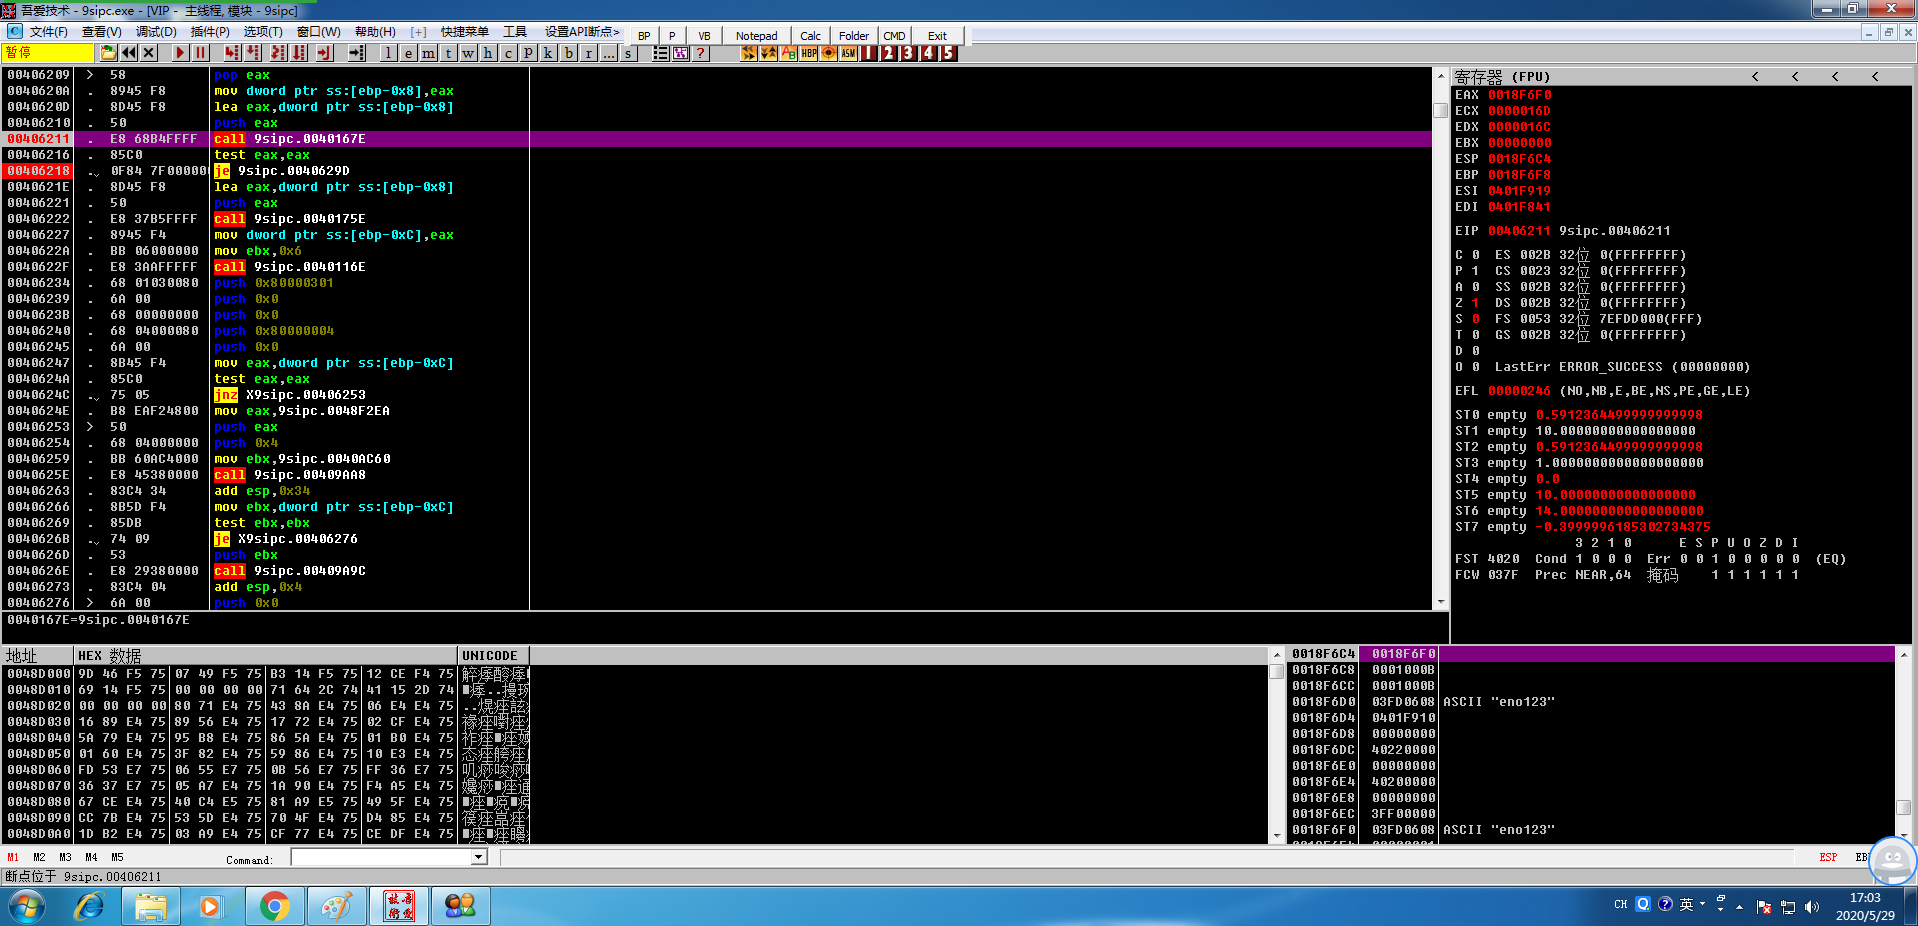 吾爱技术 - 9sipc.exe - [VIP - 主线程, 模块 - 9sipc]
文件(F) 查看(V) 调试(D) 插件(P) 选项(T) 窗口(W) 帮助(H) [+] 快捷菜单 工具 设置API断点> BP P VB Notepad Calc Folder CMD Exit
暂停 l e m t w h c p k b r ... s ? HBP ASM 1 2 3 4 5
00406209 > 58 pop eax
0040620A . 8945 F8 mov dword ptr ss:[ebp-0x8],eax
0040620D . 8D45 F8 lea eax,dword ptr ss:[ebp-0x8]
00406210 . 50 push eax
00406211 . E8 68B4FFFF call 9sipc.0040167E
00406216 . 85C0 test eax,eax
00406218 . 0F84 7F00000 je 9sipc.0040629D
0040621E . 8D45 F8 lea eax,dword ptr ss:[ebp-0x8]
00406221 . 50 push eax
00406222 . E8 37B5FFFF call 9sipc.0040175E
00406227 . 8945 F4 mov dword ptr ss:[ebp-0xC],eax
0040622A . BB 06000000 mov ebx,0x6
0040622F . E8 3AAFFFFF call 9sipc.0040116E
00406234 . 68 01030080 push 0x80000301
00406239 . 6A 00 push 0x0
0040623B . 68 00000000 push 0x0
00406240 . 68 04000080 push 0x80000004
00406245 . 6A 00 push 0x0
00406247 . 8B45 F4 mov eax,dword ptr ss:[ebp-0xC]
0040624A . 85C0 test eax,eax
0040624C . 75 05 jnz X9sipc.00406253
0040624E . B8 EAF24800 mov eax,9sipc.0048F2EA
00406253 > 50 push eax
00406254 . 68 04000000 push 0x4
00406259 . BB 60AC4000 mov ebx,9sipc.0040AC60
0040625E . E8 45380000 call 9sipc.00409AA8
00406263 . 83C4 34 add esp,0x34
00406266 . 8B5D F4 mov ebx,dword ptr ss:[ebp-0xC]
00406269 . 85DB test ebx,ebx
0040626B . 74 09 je X9sipc.00406276
0040626D . 53 push ebx
0040626E . E8 29380000 call 9sipc.00409A9C
00406273 . 83C4 04 add esp,0x4
00406276 > 6A 00 push 0x0
0040167E=9sipc.0040167E
寄存器 (FPU) < < < <
EAX 0018F6F0
ECX 0000016D
EDX 0000016C
EBX 00000000
ESP 0018F6C4
EBP 0018F6F8
ESI 0401F919
EDI 0401F841
EIP 00406211 9sipc.00406211
C 0 ES 002B 32位 0(FFFFFFFF)
P 1 CS 0023 32位 0(FFFFFFFF)
A 0 SS 002B 32位 0(FFFFFFFF)
Z 1 DS 002B 32位 0(FFFFFFFF)
S 0 FS 0053 32位 7EFDD000(FFF)
T 0 GS 002B 32位 0(FFFFFFFF)
D 0
O 0 LastErr ERROR_SUCCESS (00000000)
EFL 00000246 (NO,NB,E,BE,NS,PE,GE,LE)
ST0 empty 0.5912364499999999998
ST1 empty 10.00000000000000000
ST2 empty 0.5912364499999999998
ST3 empty 1.0000000000000000000
ST4 empty 0.0
ST5 empty 10.00000000000000000
ST6 empty 14.000000000000000000
ST7 empty -0.3999996185302734375
3 2 1 0 E S P U O Z D I
FST 4020 Cond 1 0 0 0 Err 0 0 1 0 0 0 0 0 (EQ)
FCW 037F Prec NEAR,64 掩码 1 1 1 1 1 1
地址 HEX 数据 UNICODE
0048D000 9D 46 F5 75 07 49 F5 75 B3 14 F5 75 12 CE F4 75
0048D010 69 14 F5 75 00 00 00 00 71 64 2C 74 41 15 2D 74
0048D020 00 00 00 00 80 71 E4 75 43 8A E4 75 06 E4 E4 75
0048D030 16 89 E4 75 89 56 E4 75 17 72 E4 75 02 CF E4 75
0048D040 5A 79 E4 75 95 B8 E4 75 86 5A E4 75 01 B0 E4 75
0048D050 01 60 E4 75 3F 82 E4 75 59 86 E4 75 10 E3 E4 75
0048D060 FD 53 E7 75 06 55 E7 75 0B 56 E7 75 FF 36 E7 75
0048D070 36 37 E7 75 05 A7 E4 75 1A 90 E4 75 F4 A5 E4 75
0048D080 67 CE E4 75 40 C4 E5 75 81 A9 E5 75 49 5F E4 75
0048D090 CC 7B E4 75 53 5D E4 75 70 4F E4 75 D4 85 E4 75
0048D0A0 1D B2 E4 75 03 A9 E4 75 CF 77 E4 75 CE DF E4 75
0018F6C4 0018F6F0
0018F6C8 0001000B
0018F6CC 0001000B
0018F6D0 03FD0608 ASCII "eno123"
0018F6D4 0401F910
0018F6D8 00000000
0018F6DC 40220000
0018F6E0 00000000
0018F6E4 40200000
0018F6E8 00000000
0018F6EC 3FF00000
0018F6F0 03FD0608 ASCII "eno123"
M1 M2 M3 M4 M5 Command: ESP EB
断点位于 9sipc.00406211
CH 英 17:03
2020/5/29